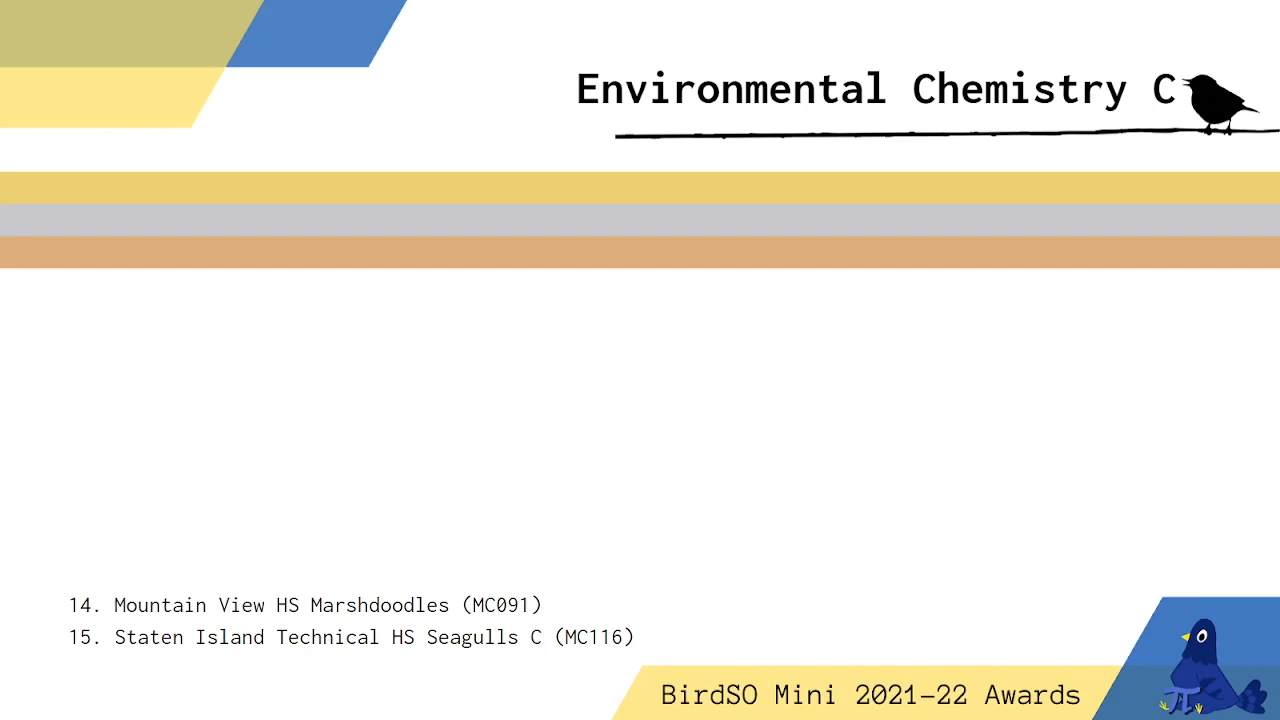 Environmental Chemistry C
14. Mountain View HS Marshdoodles (MC091)
15. Staten Island Technical HS Seagulls C (MC116)
BirdSO Mini 2021-22 Awards
π